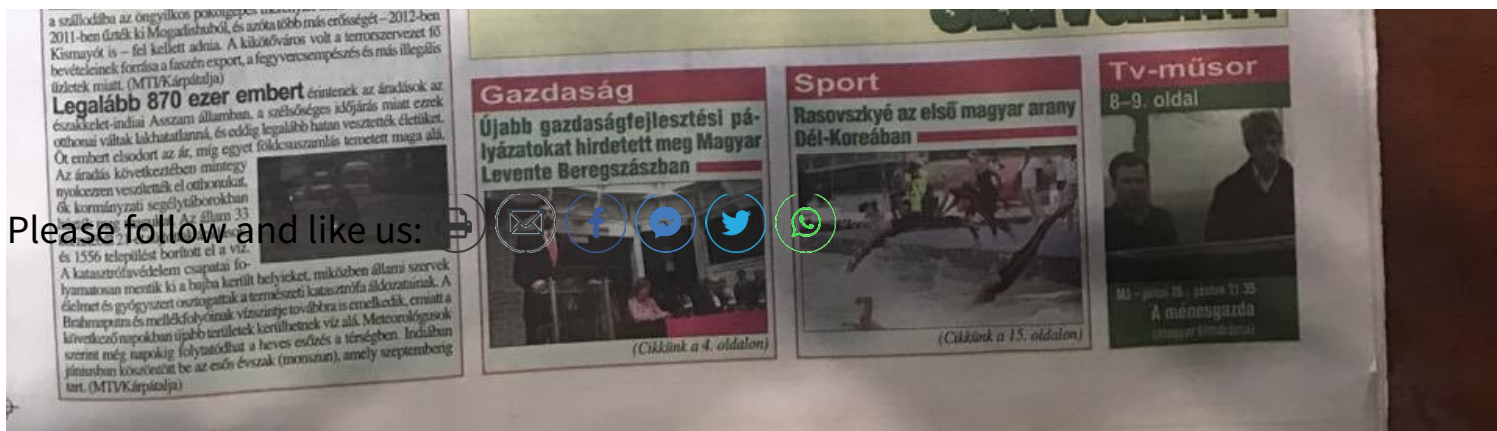 a szállodába az öngyilkos pokolgépes
2011-ben űzték ki Mogadishuból, és azóta több más erősségét – 2012-ben
Kismayót is – fel kellett adnia. A kikötőváros volt a terrorszervezet fő
bevételeinek forrása a faszén export, a fegyvercsempészés és más illegális
üzletek miatt. (MTI/Kárpátalja)
Legalább 870 ezer embert érintenek az áradások az
északkelet-indiai Asszam államban, a szélsőséges időjárás miatt ezrek
otthonai váltak lakhatatlanná, és eddig legalább hatan vesztették életüket.
Öt embert elsodort az ár, míg egyet földcsuszamlás temetett maga alá.
Az áradás következtében mintegy
nyolcezren veszítették el otthonukat,
ők kormányzati segélytáborokban
Az állam 33
és 1556 települést borított el a víz.
A katasztrófavédelem csapatai fo-
lyamatosan mentik ki a bajba került helyieket, miközben állami szervek
élelmet és gyógyszert osztogattak a természeti katasztrófa áldozatainak. A
Brahmaputra és mellékfolyóinak vízszintje továbbra is emelkedik, emiatt a
következő napokban újabb területek kerülhetnek víz alá. Meteorológusok
szerint még napokig folytatódhat a heves esőzés a térségben. Indiában
júniusban köszöntött be az esős évszak (monszun), amely szeptemberig
tart. (MTI/Kárpátalja)
Gazdaság
Újabb gazdaságfejlesztési pá-
lyázatokat hirdetett meg Magyar
Levente Beregszászban
(Cikkünk a 4. oldalon)
Sport
Rasovszkyé az első magyar arany
Dél-Koreában
(Cikkünk a 15. oldalon)
Tv-műsor
8–9. oldal
A ménesgazda
Please follow and like us: